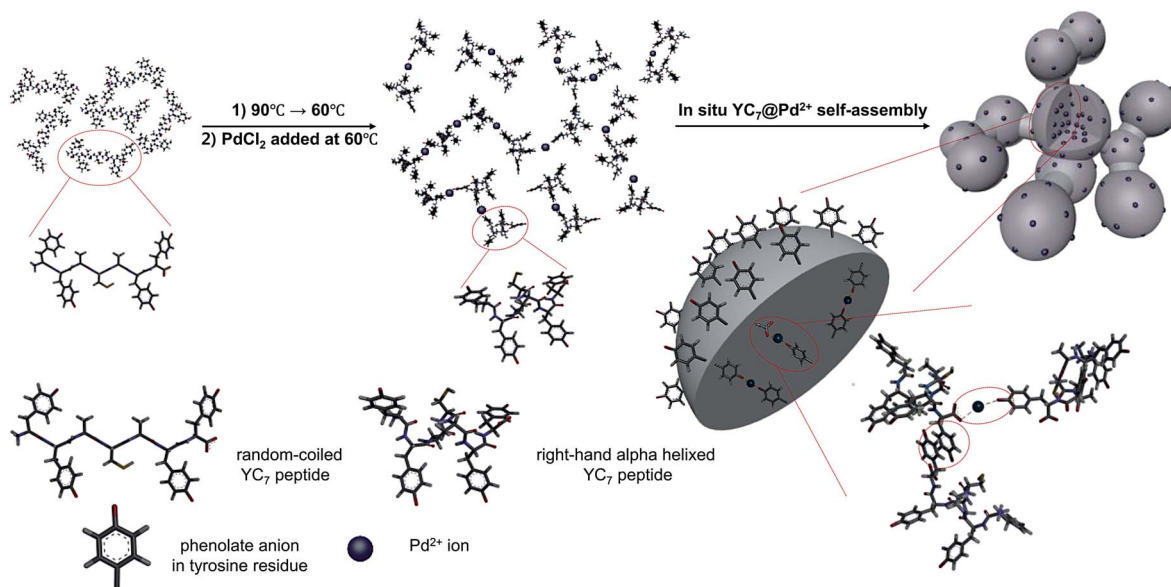 1) 90℃ → 60℃
2) PdCl₂ added at 60℃
In situ YC₇@Pd²⁺ self-assembly
random-coiled
YC₇ peptide
right-hand alpha helixed
YC₇ peptide
phenolate anion
in tyrosine residue
Pd²⁺ ion